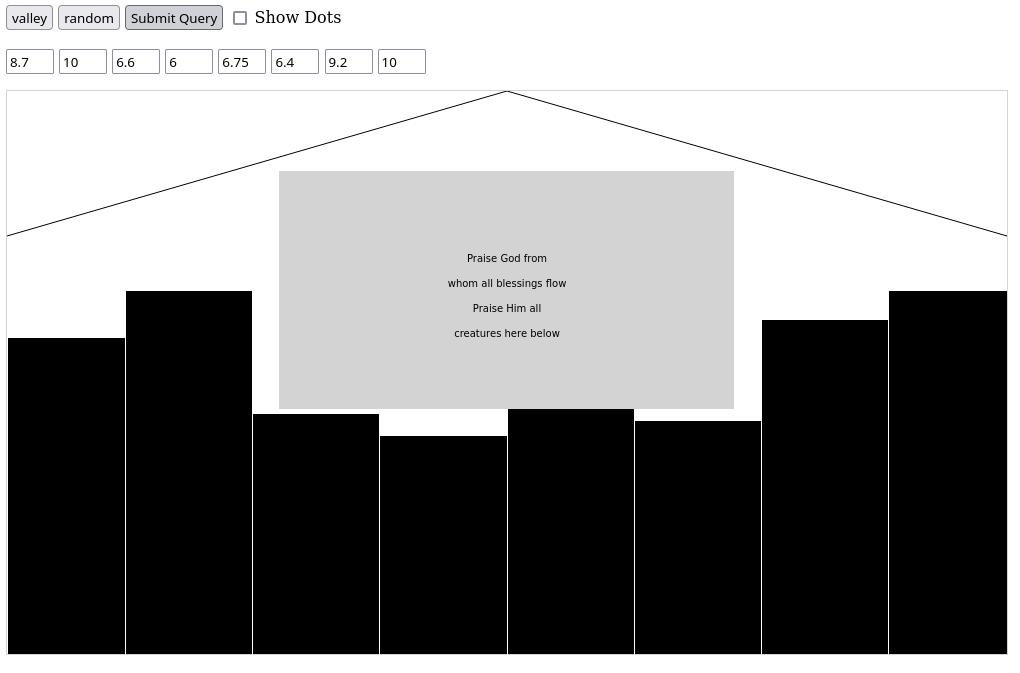 valley random Submit Query Show Dots
8.7 10 6.6 6 6.75 6.4 9.2 10
Praise God from
whom all blessings flow
Praise Him all
creatures here below